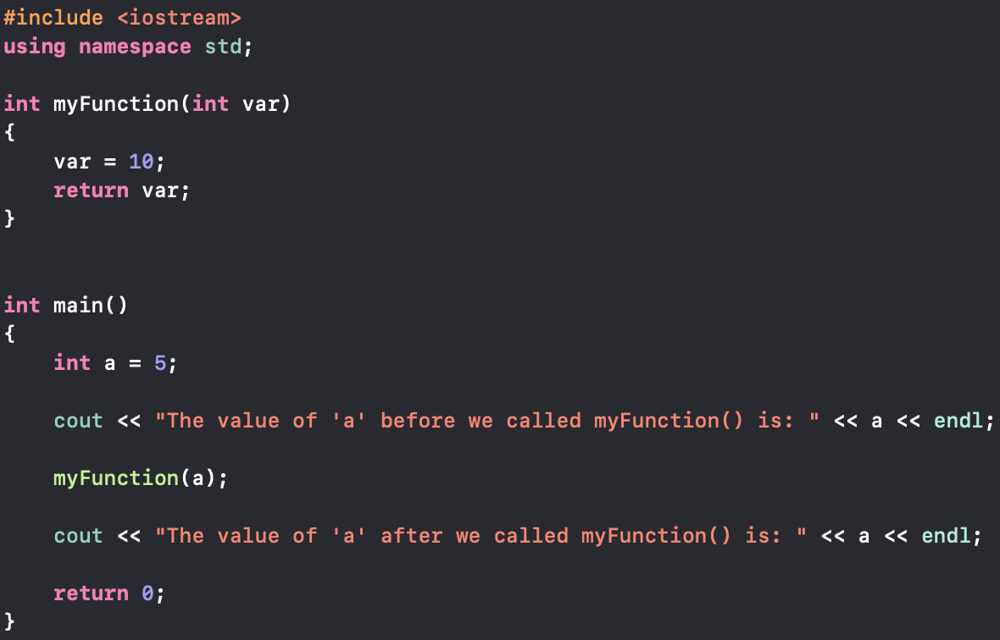 #include <iostream>
using namespace std;
int myFunction(int var)
{
    var = 10;
    return var;
}
int main()
{
    int a = 5;
    cout << "The value of 'a' before we called myFunction() is: " << a << endl;
    myFunction(a);
    cout << "The value of 'a' after we called myFunction() is: " << a << endl;
    return 0;
}